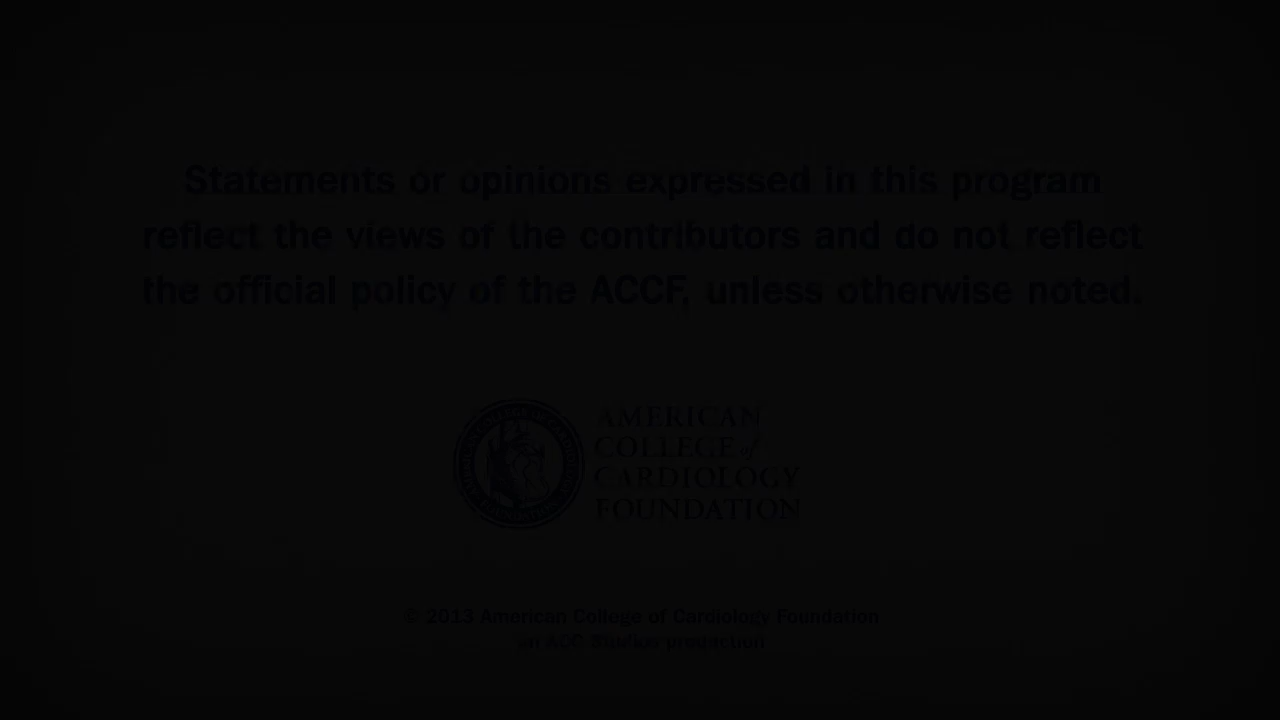 Statements or opinions expressed in this program
reflect the views of the contributors and do not reflect
the official policy of the ACCF, unless otherwise noted.
AMERICAN
COLLEGE of
CARDIOLOGY
FOUNDATION
© 2013 American College of Cardiology Foundation
an ACC Studios production